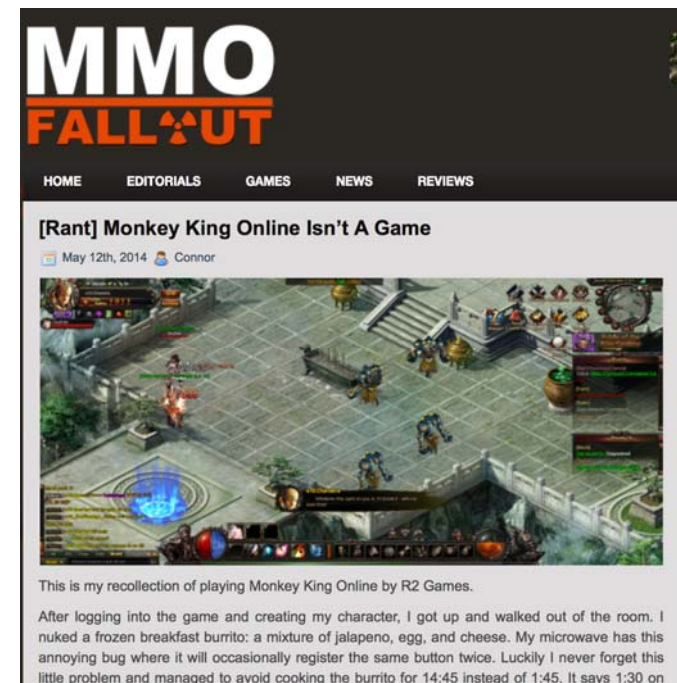 MMO
FALLOUT
HOME EDITORIALS GAMES NEWS REVIEWS
[Rant] Monkey King Online Isn't A Game
May 12th, 2014 Connor
This is my recollection of playing Monkey King Online by R2 Games.
After logging into the game and creating my character, I got up and walked out of the room. I
nuked a frozen breakfast burrito: a mixture of jalapeno, egg, and cheese. My microwave has this
annoying bug where it will occasionally register the same button twice. Luckily I never forget this
little problem and managed to avoid cooking the burrito for 14:45 instead of 1:45. It says 1:30 on